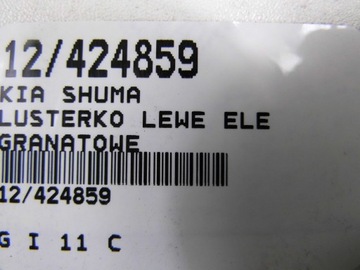 12/424859
KIA SHUMA
LUSTERKO LEWE ELE
GRANATOWE
12/424859
G I 11 C